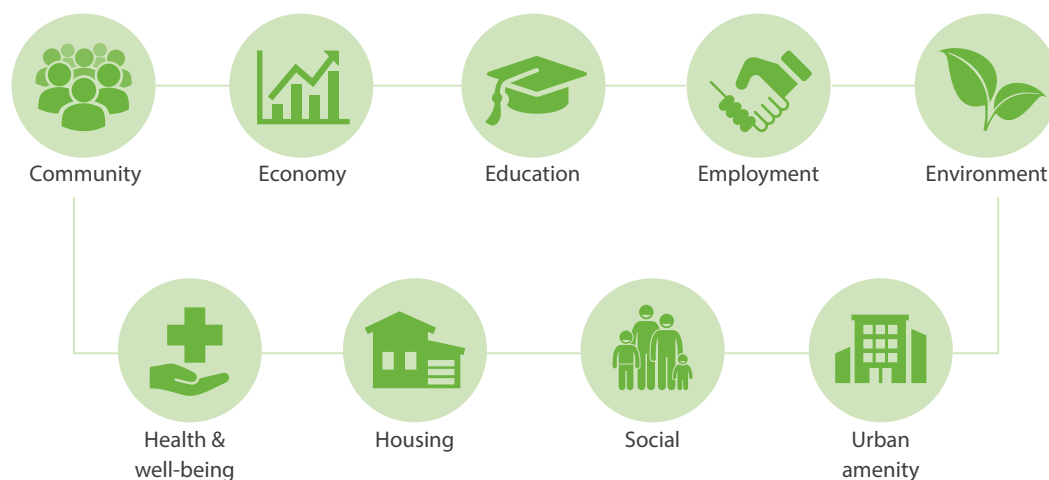 Community
Economy
Education
Employment
Environment
Health &
well-being
Housing
Social
Urban
amenity